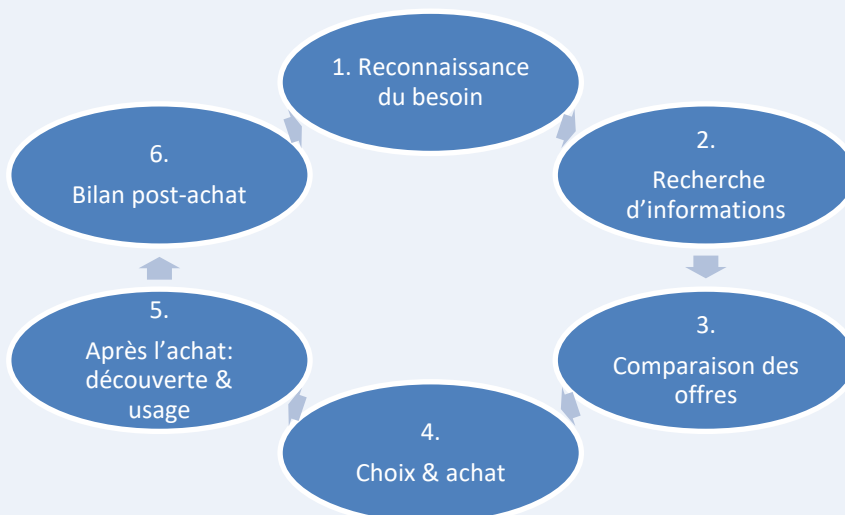 1. Reconnaissance
du besoin
2.
Recherche
d’informations
3.
Comparaison des
offres
4.
Choix & achat
5.
Après l’achat:
découverte &
usage
6.
Bilan post-achat